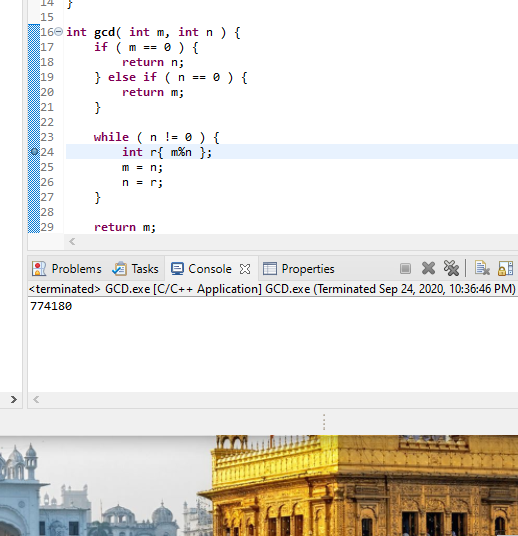 14 }
15
16 int gcd( int m, int n ) {
17 if ( m == 0 ) {
18 return n;
19 } else if ( n == 0 ) {
20 return m;
21 }
22
23 while ( n != 0 ) {
24 int r{ m%n };
25 m = n;
26 n = r;
27 }
28
29 return m;
Problems Tasks Console Properties
<terminated> GCD.exe [C/C++ Application] GCD.exe (Terminated Sep 24, 2020, 10:36:46 PM)
774180